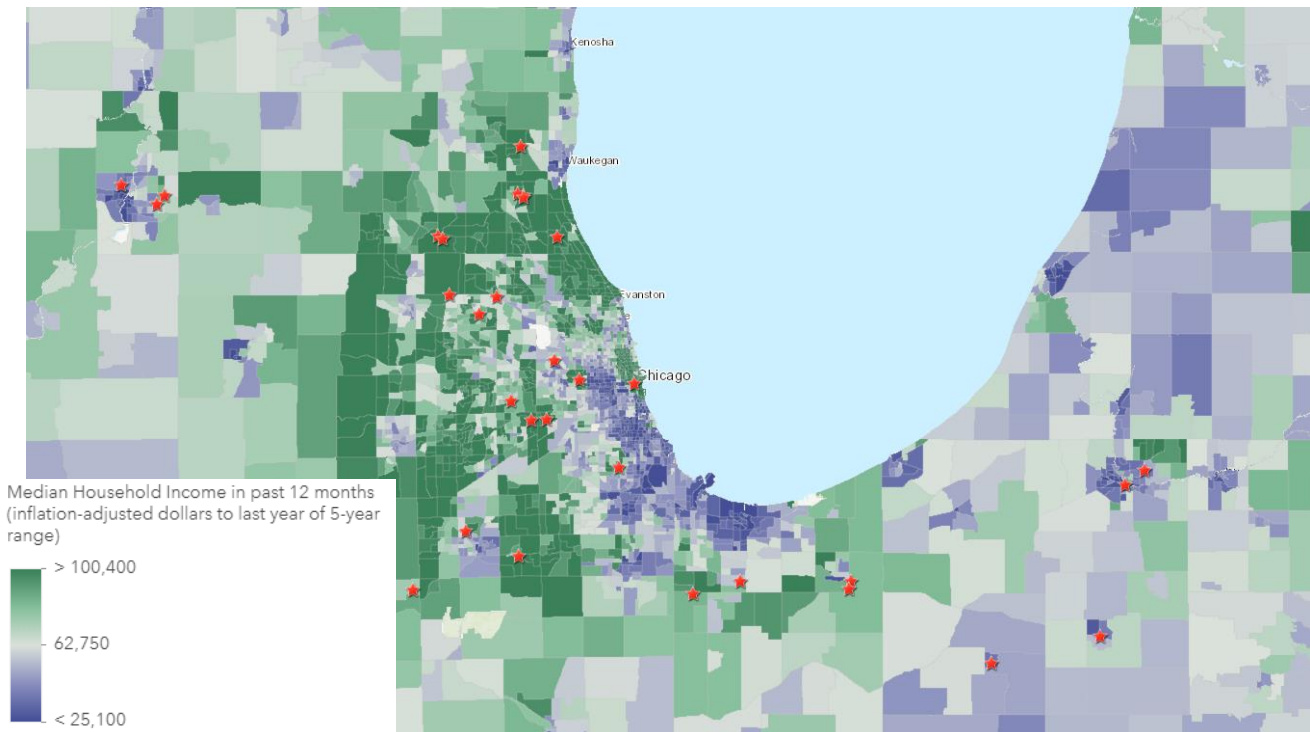 Kenosha
Waukegan
Evanston
Chicago
Median Household Income in past 12 months
(inflation-adjusted dollars to last year of 5-year
range)
> 100,400
62,750
< 25,100